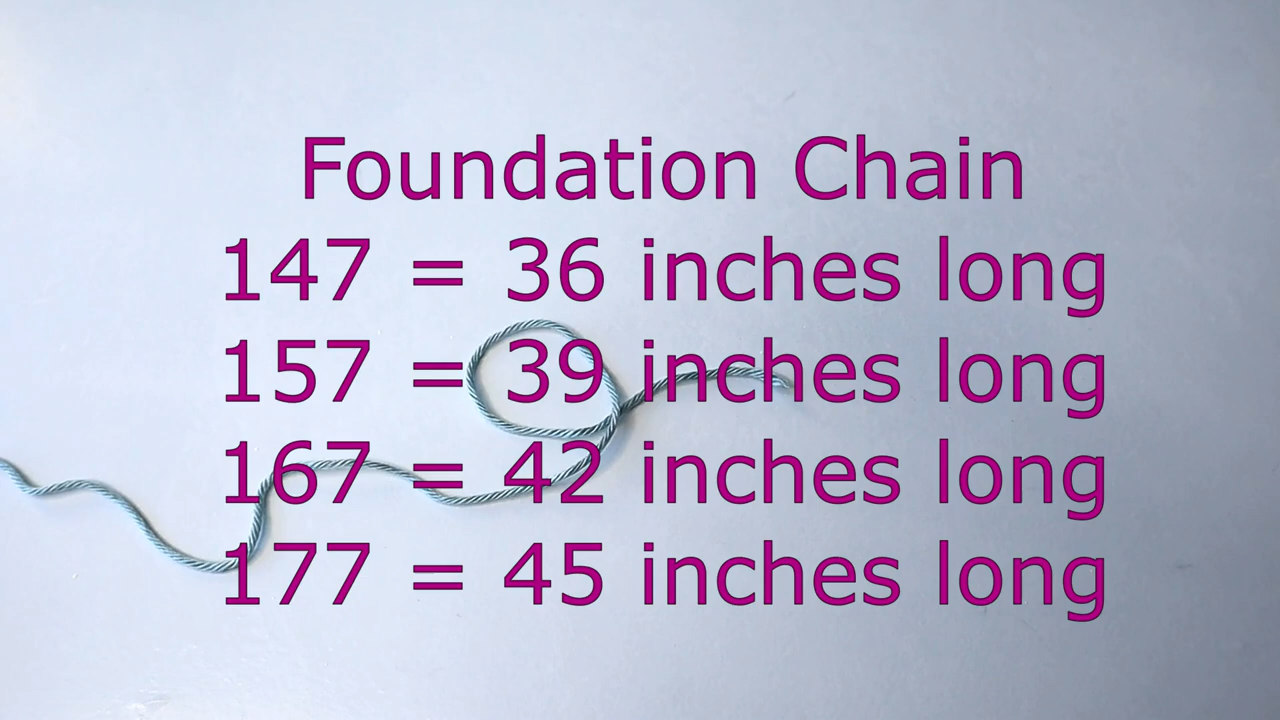 Foundation Chain
147 = 36 inches long
157 = 39 inches long
167 = 42 inches long
177 = 45 inches long